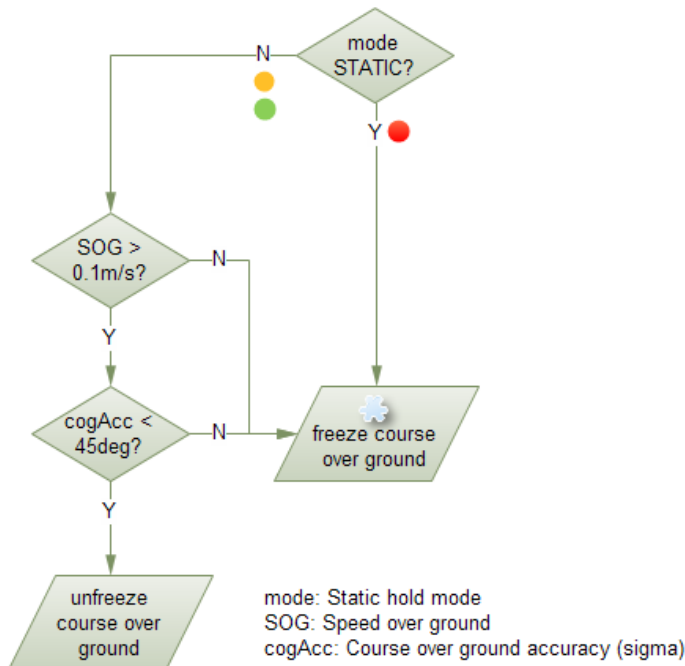 mode
STATIC?
N
Y
SOG >
0.1m/s?
N
Y
cogAcc <
45deg?
N
freeze course
over ground
Y
unfreeze
course over
ground
mode: Static hold mode
SOG: Speed over ground
cogAcc: Course over ground accuracy (sigma)